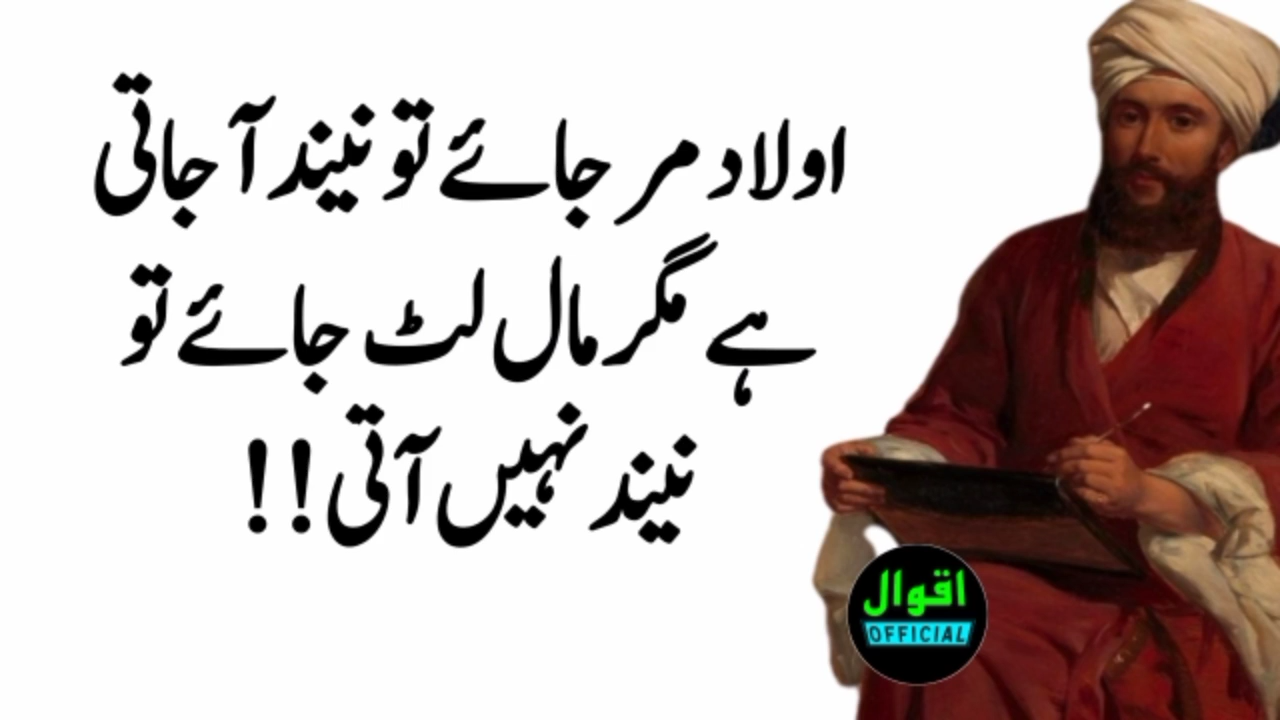 اولاد مر جائے تو نیند آ جاتی
ہے مگر مال لٹ جائے تو
نیند نہیں آتی !!
اقوال
OFFICIAL